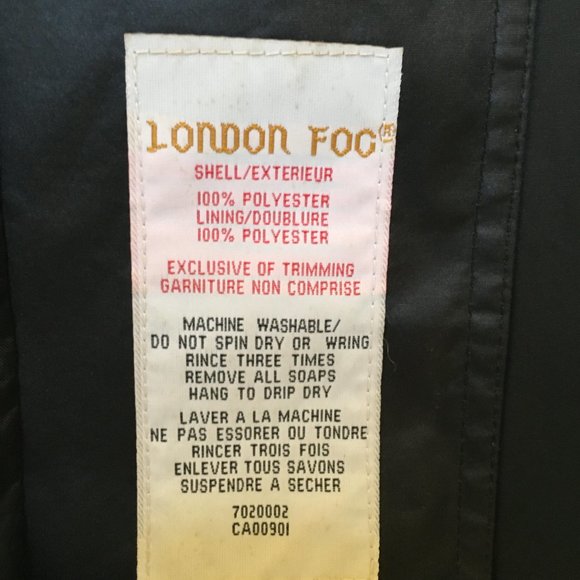 LONDON FOG®
SHELL/EXTERIEUR
100% POLYESTER
LINING/DOUBLURE
100% POLYESTER
EXCLUSIVE OF TRIMMING
GARNITURE NON COMPRISE
MACHINE WASHABLE/
DO NOT SPIN DRY OR WRING
RINCE THREE TIMES
REMOVE ALL SOAPS
HANG TO DRIP DRY
LAVER A LA MACHINE
NE PAS ESSORER OU TONDRE
RINCER TROIS FOIS
ENLEVER TOUS SAVONS
SUSPENDRE A SECHER
7020002
CA00901